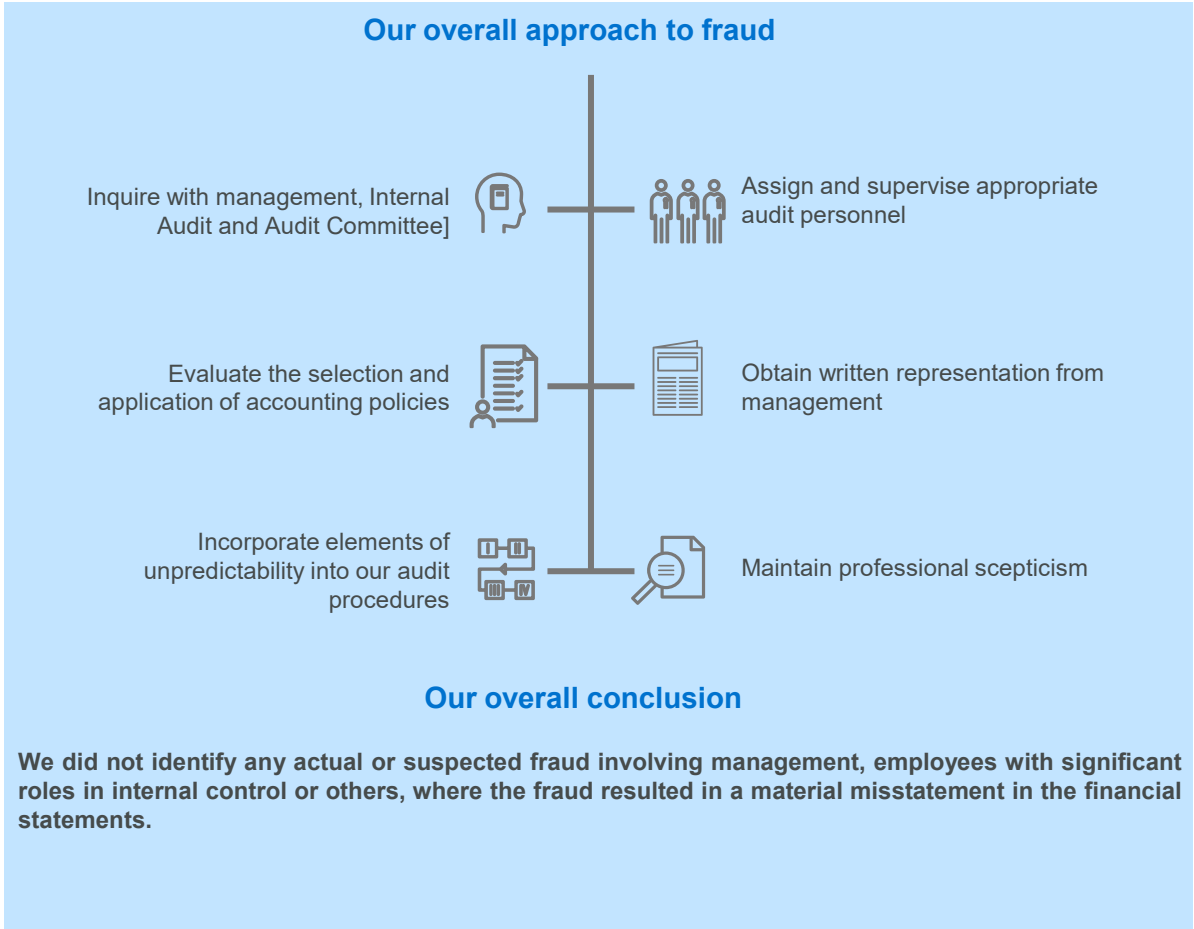 Our overall approach to fraud
Inquire with management, Internal
Audit and Audit Committee]
Assign and supervise appropriate
audit personnel
Evaluate the selection and
application of accounting policies
Obtain written representation from
management
Incorporate elements of
unpredictability into our audit
procedures
I II
III IV
Maintain professional scepticism
Our overall conclusion
We did not identify any actual or suspected fraud involving management, employees with significant
roles in internal control or others, where the fraud resulted in a material misstatement in the financial
statements.